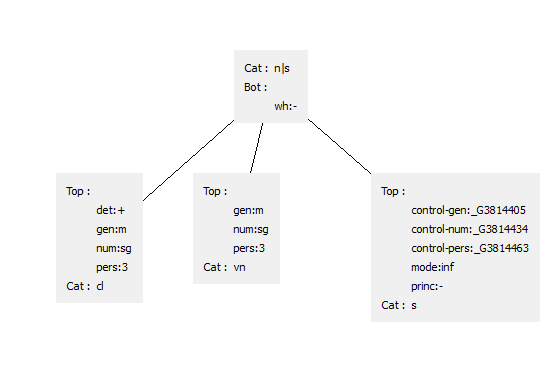 Cat : n|s
Bot :
wh:-
Top :
det:+
gen:m
num:sg
pers:3
Cat : cl
Top :
gen:m
num:sg
pers:3
Cat : vn
Top :
control-gen:_G3814405
control-num:_G3814434
control-pers:_G3814463
mode:inf
princ:-
Cat : s